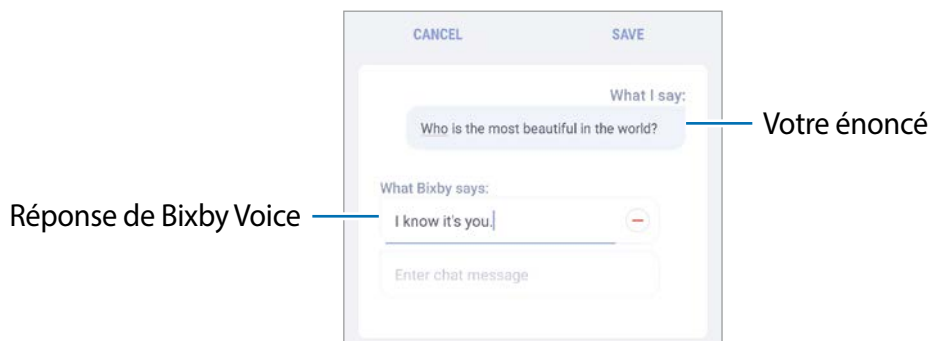 CANCEL SAVE
What I say:
Who is the most beautiful in the world?
Votre énoncé
What Bixby says:
Réponse de Bixby Voice
I know it's you.
Enter chat message